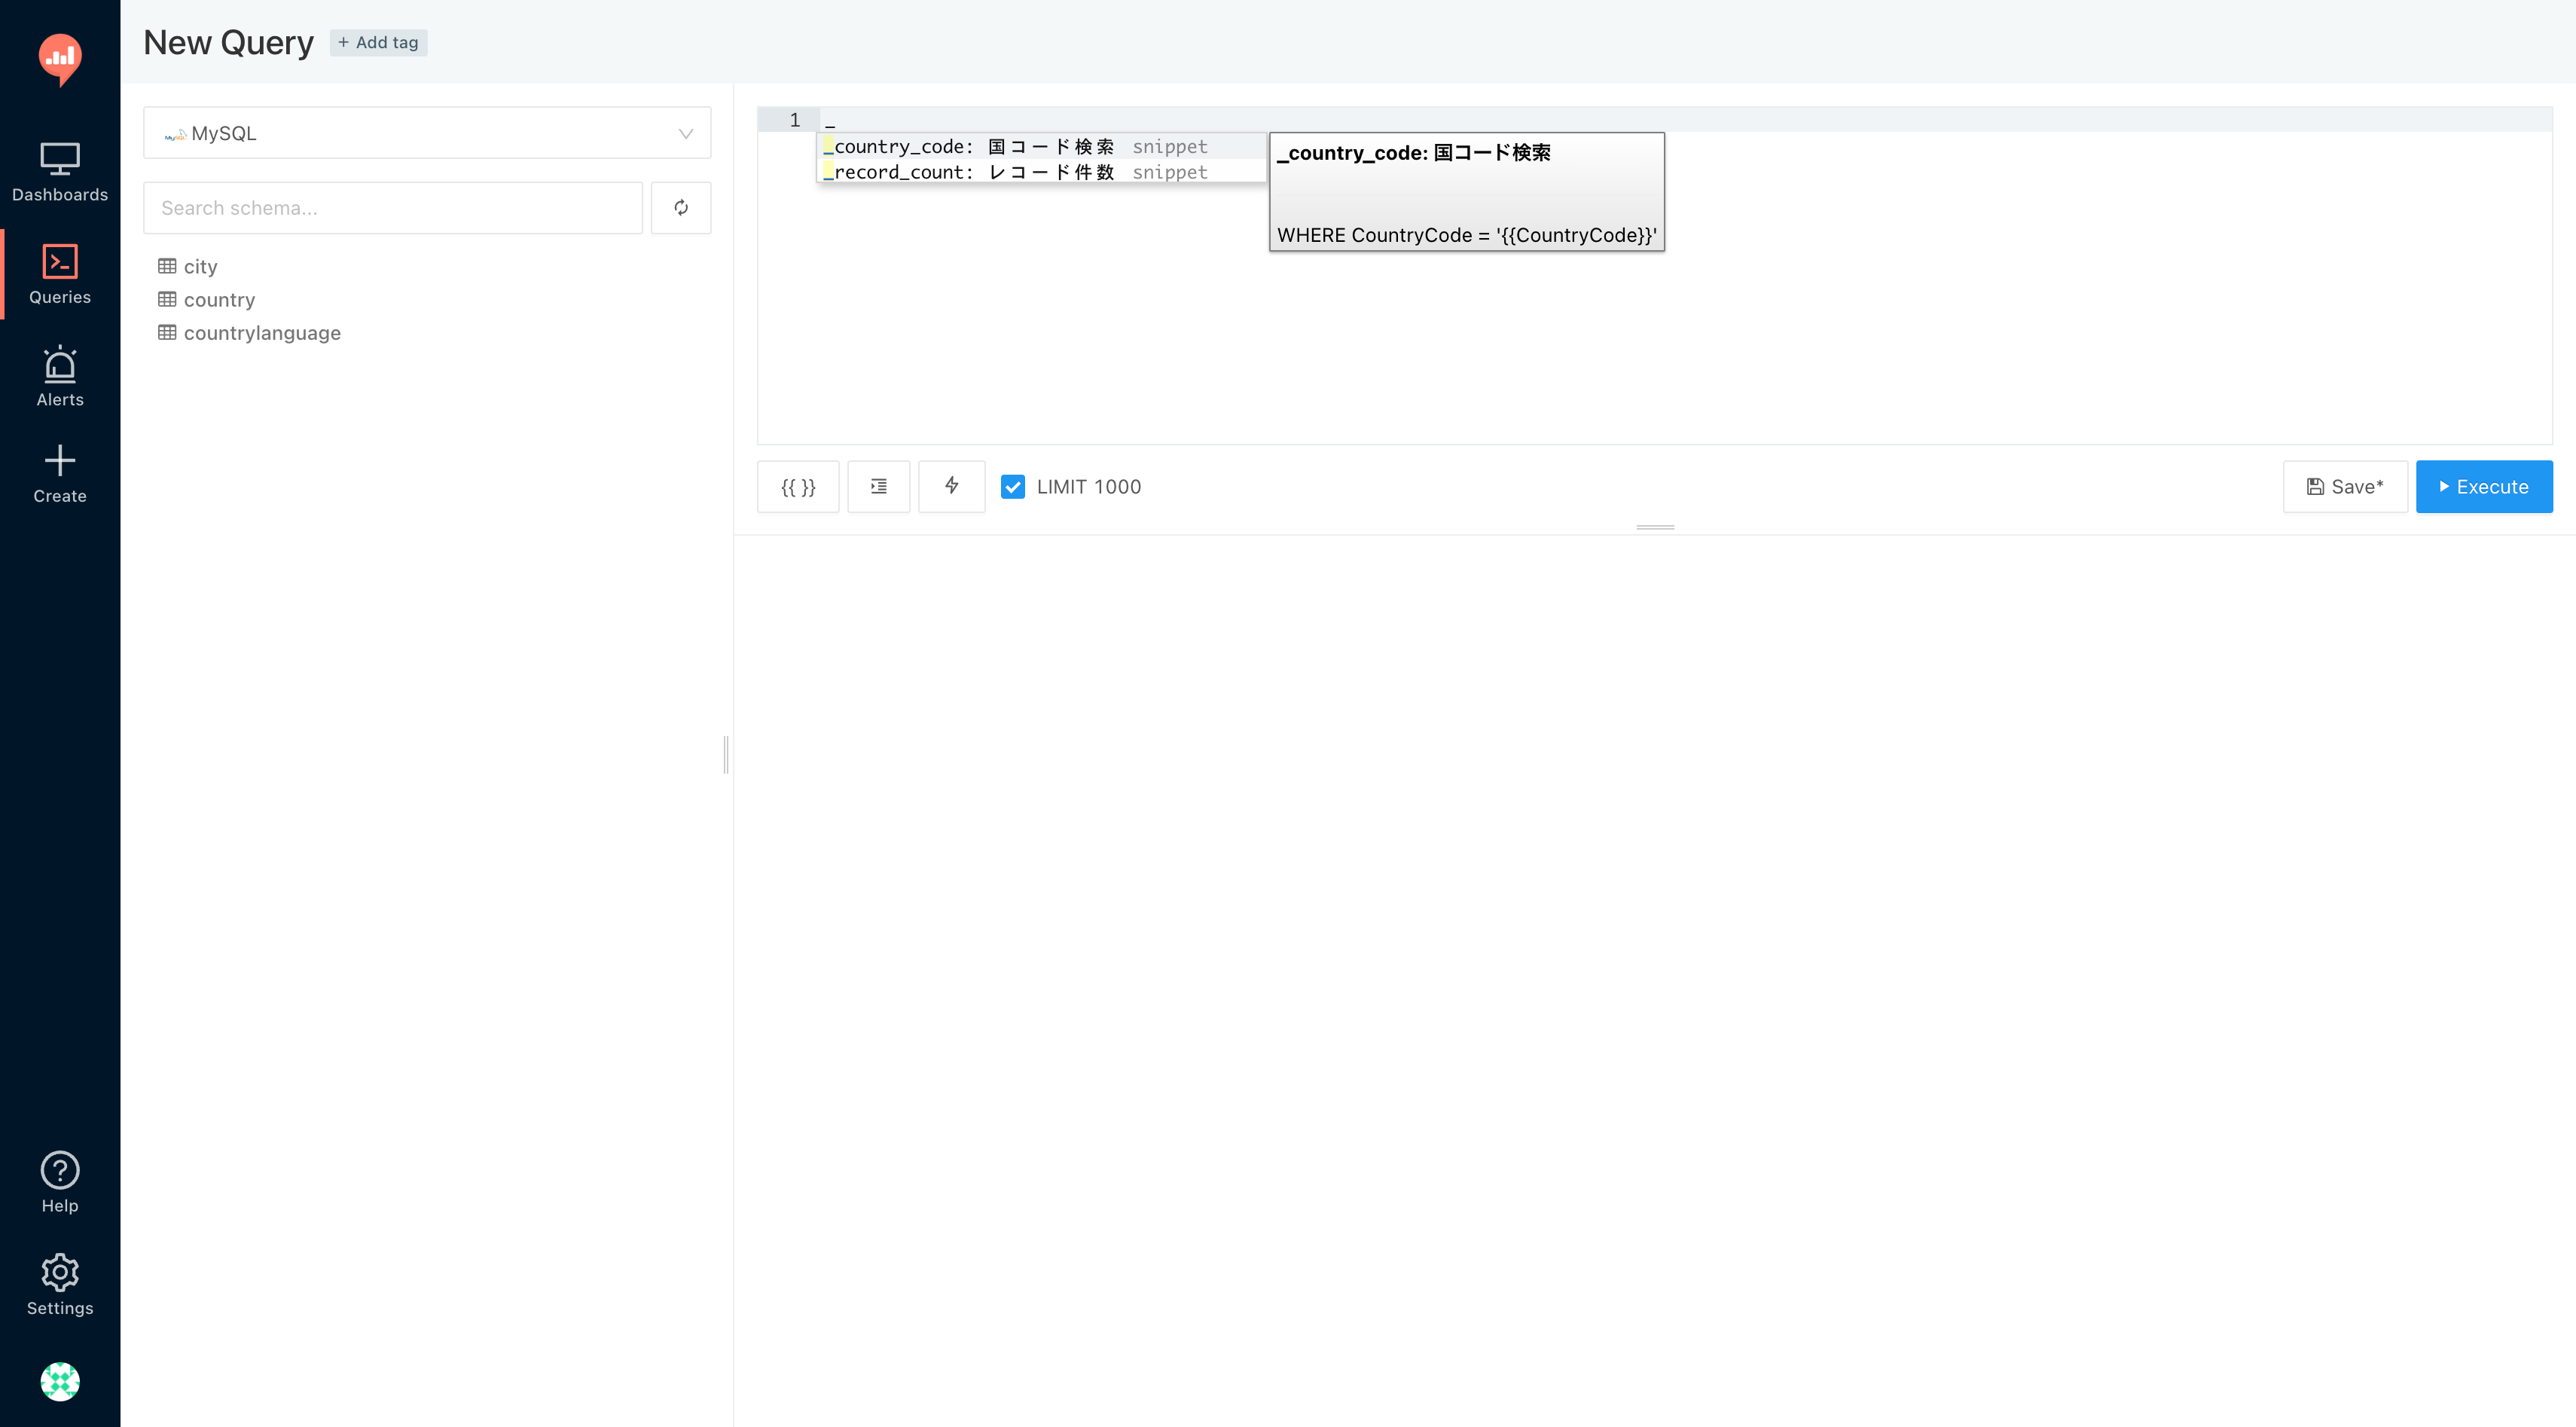 New Query + Add tag
Dashboards
Queries
Alerts
Create
Help
Settings
MySQL MySQL
Search schema...
city
country
countrylanguage
1 _
_country_code: 国コード検索 snippet
_record_count: レコード件数 snippet
_country_code: 国コード検索
WHERE CountryCode = '{{CountryCode}}'
{{ }} LIMIT 1000 Save* Execute